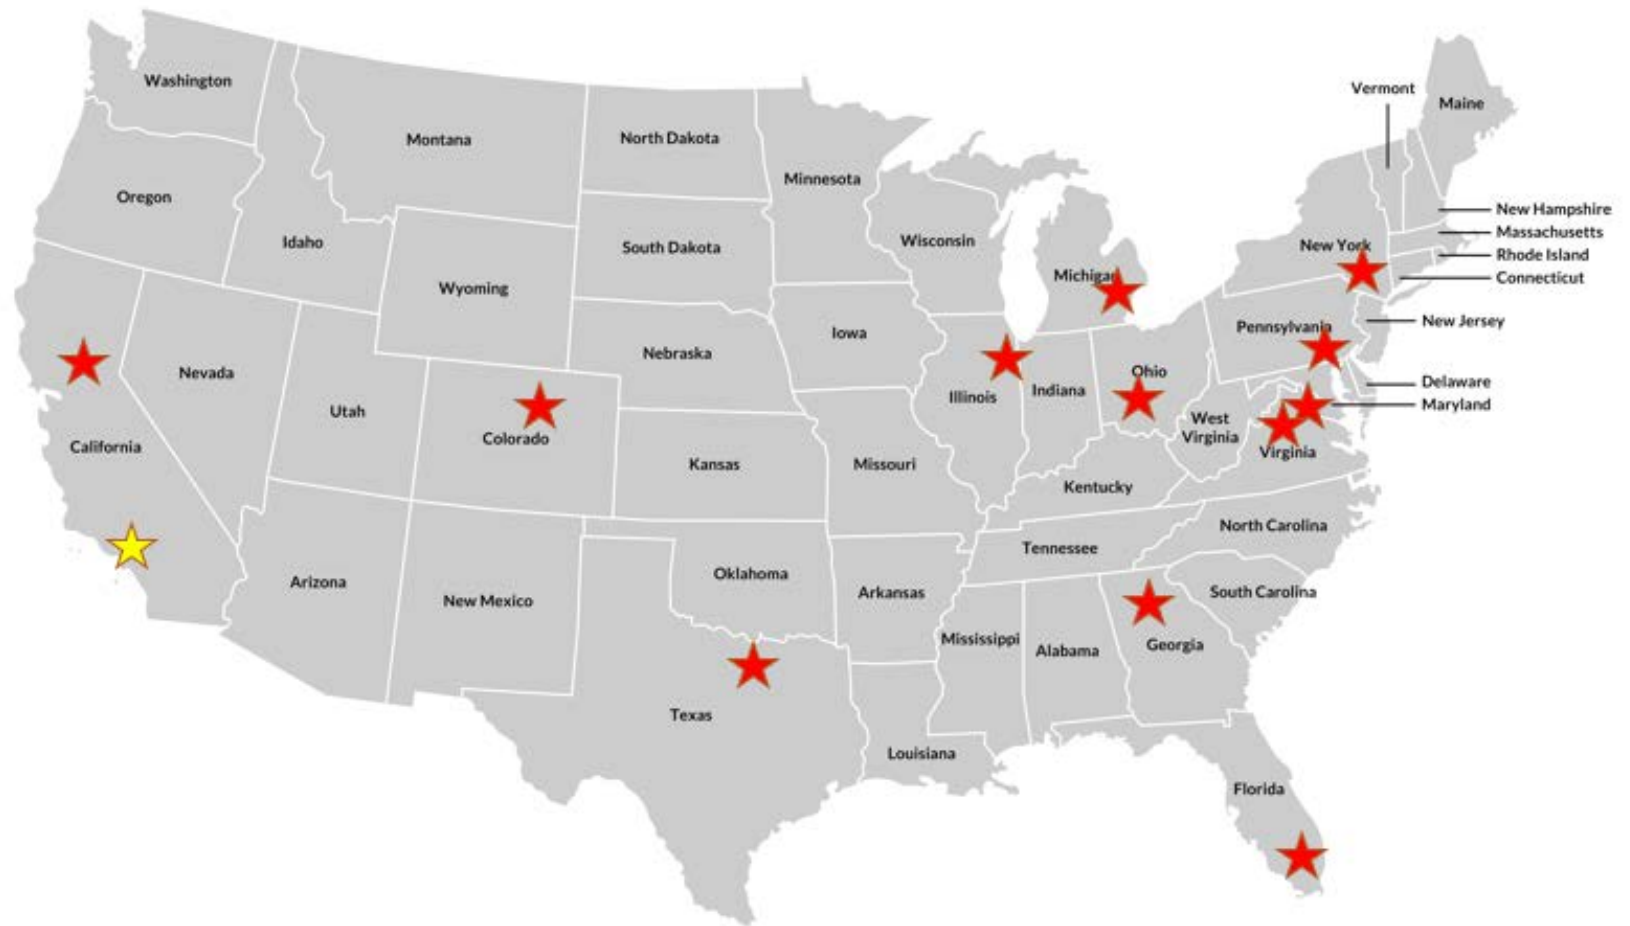 Vermont
Maine
Washington
Montana
North Dakota
Minnesota
Oregon
New Hampshire
Massachusetts
Rhode Island
Connecticut
Idaho
South Dakota
Wisconsin
New York
Michigan
Wyoming
New Jersey
Pennsylvania
Iowa
Nebraska
Nevada
Ohio
Delaware
Maryland
Indiana
Illinois
Utah
Colorado
West
Virginia
California
Kansas
Missouri
Virginia
Kentucky
North Carolina
Tennessee
Oklahoma
Arizona
Arkansas
South Carolina
New Mexico
Mississippi
Alabama
Georgia
Texas
Louisiana
Florida